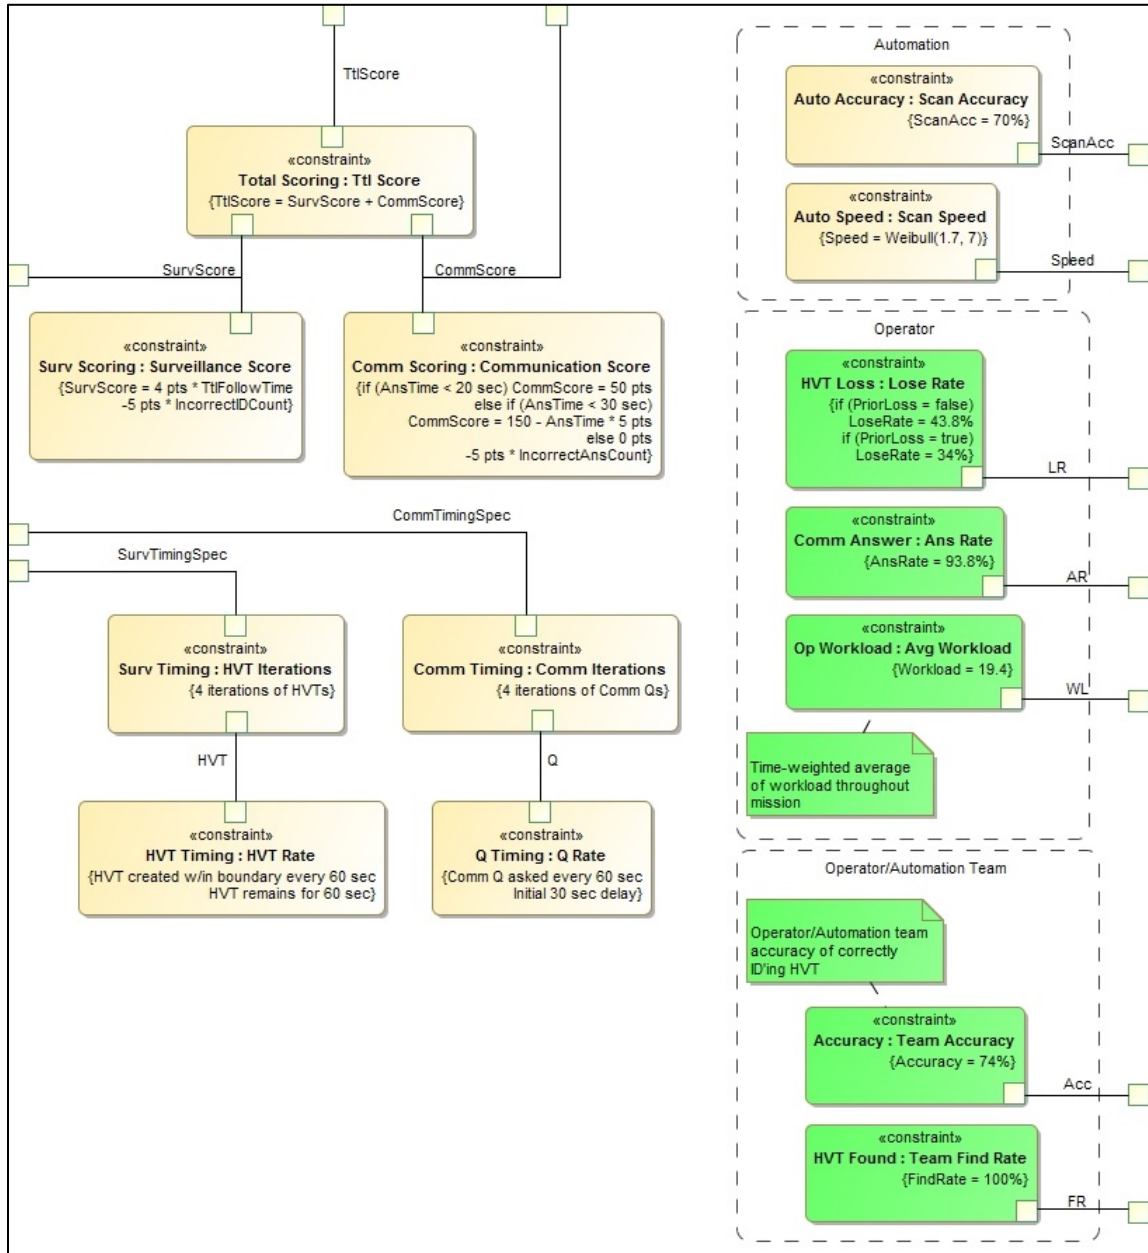 TtlScore
«constraint»
Total Scoring : Ttl Score
{TtlScore = SurvScore + CommScore}
SurvScore
CommScore
«constraint»
Surv Scoring : Surveillance Score
{SurvScore = 4 pts * TtlFollowTime
-5 pts * IncorrectIDCount}
«constraint»
Comm Scoring : Communication Score
{if (AnsTime < 20 sec) CommScore = 50 pts
else if (AnsTime < 30 sec)
CommScore = 150 - AnsTime * 5 pts
else 0 pts
-5 pts * IncorrectAnsCount}
CommTimingSpec
SurvTimingSpec
«constraint»
Surv Timing : HVT Iterations
{4 iterations of HVTs}
«constraint»
Comm Timing : Comm Iterations
{4 iterations of Comm Qs}
HVT
Q
«constraint»
HVT Timing : HVT Rate
{HVT created w/in boundary every 60 sec
HVT remains for 60 sec}
«constraint»
Q Timing : Q Rate
{Comm Q asked every 60 sec
Initial 30 sec delay}
Automation
«constraint»
Auto Accuracy : Scan Accuracy
{ScanAcc = 70%}
ScanAcc
«constraint»
Auto Speed : Scan Speed
{Speed = Weibull(1.7, 7)}
Speed
Operator
«constraint»
HVT Loss : Lose Rate
{if (PriorLoss = false)
LoseRate = 43.8%
if (PriorLoss = true)
LoseRate = 34%}
LR
«constraint»
Comm Answer : Ans Rate
{AnsRate = 93.8%}
AR
«constraint»
Op Workload : Avg Workload
{Workload = 19.4}
WL
Time-weighted average
of workload throughout
mission
Operator/Automation Team
Operator/Automation team
accuracy of correctly
ID'ing HVT
«constraint»
Accuracy : Team Accuracy
{Accuracy = 74%}
Acc
«constraint»
HVT Found : Team Find Rate
{FindRate = 100%}
FR